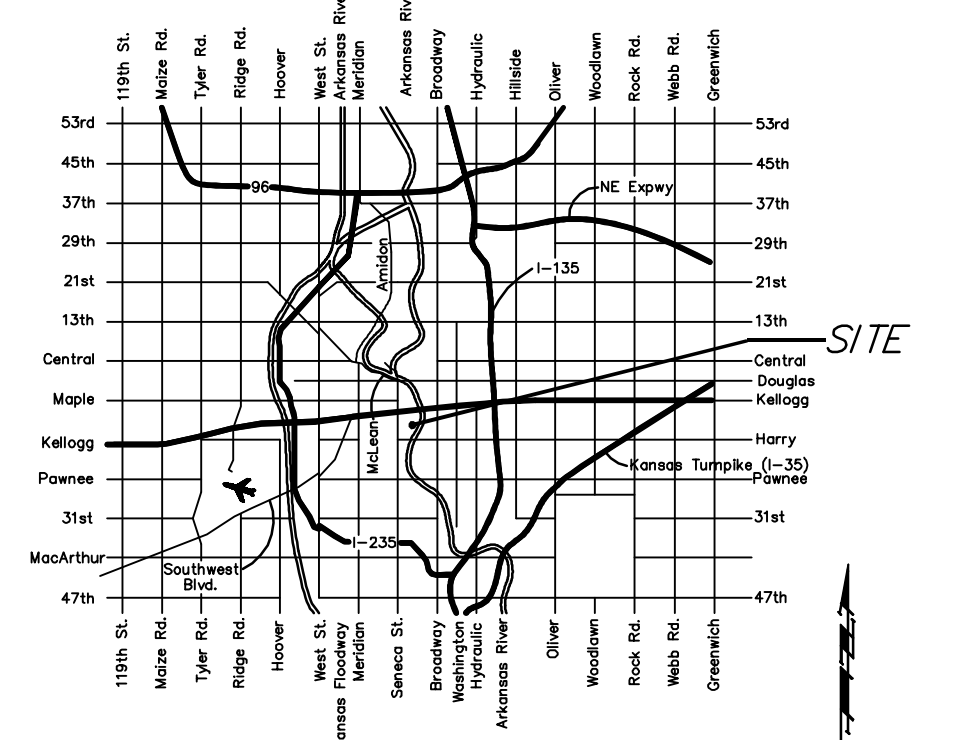 119th St.
Maize Rd.
Tyler Rd.
Ridge Rd.
Hoover
West St.
Arkansas Rive
Meridian
Arkansas Riv
Broadway
Hydraulic
Hillside
Oliver
Woodlawn
Rock Rd.
Webb Rd.
Greenwich
53rd
53rd
45th
45th
96
NE Expwy
37th
37th
29th
29th
Amidon
I-135
21st
21st
13th
13th
SITE
Central
Central
Douglas
Maple
Kellogg
Kellogg
Harry
McLean
Kansas Turnpike (I-35)
Pawnee
Pawnee
31st
31st
I-235
MacArthur
Southwest
Blvd.
47th
47th
119th St.
Maize Rd.
Tyler Rd.
Ridge Rd.
Hoover
West St.
ansas Floodway
Meridian
Seneca St.
Broadway
Washington
Hydraulic
Arkansas River
Oliver
Woodlawn
Rock Rd.
Webb Rd.
Greenwich